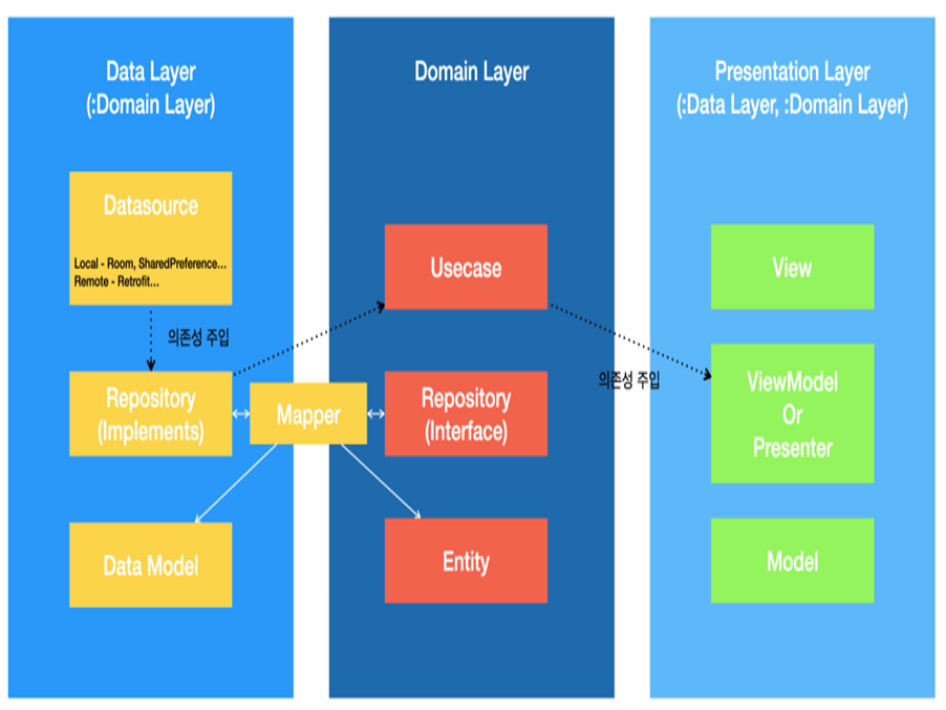 Data Layer
(:Domain Layer)
Datasource
Local - Room, SharedPreference...
Remote - Retrofit...
의존성 주입
Repository
(Implements)
Mapper
Data Model
Domain Layer
Usecase
Repository
(Interface)
Entity
의존성 주입
Presentation Layer
(:Data Layer, :Domain Layer)
View
ViewModel
Or
Presenter
Model